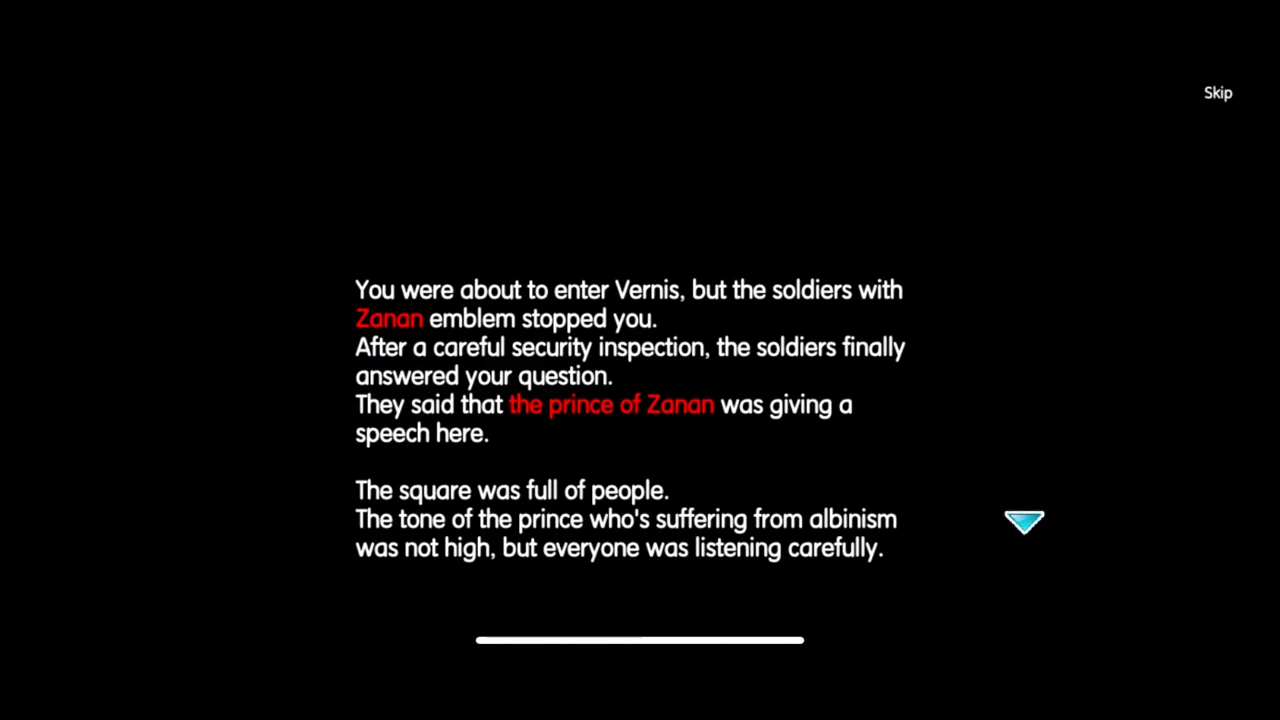 Skip
You were about to enter Vernis, but the soldiers with
Zanan emblem stopped you.
After a careful security inspection, the soldiers finally
answered your question.
They said that the prince of Zanan was giving a
speech here.
The square was full of people.
The tone of the prince who's suffering from albinism
was not high, but everyone was listening carefully.